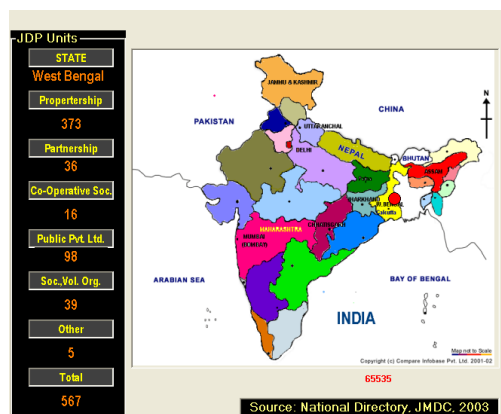 JDP Units
STATE
West Bengal
Propertership
373
Partnership
36
Co-Operative Soc.
16
Public Pvt. Ltd.
98
Soc.,Vol. Org.
39
Other
5
Total
567
JAMMU & KASHMIR
CHINA
N
PAKISTAN
UTTARANCHAL
DELHI
NEPAL
BHUTAN
JHARKHAND
W.BENGAL
Calcutta
MAHARASHTRA
MUMBAI
(BOMBAY)
ARABIAN SEA
BAY OF BENGAL
INDIA
Map not to Scale
Copyright (c) Compare Infobase Pvt. Ltd. 2001-02
65535
Source: National Directory, JMDC, 2003